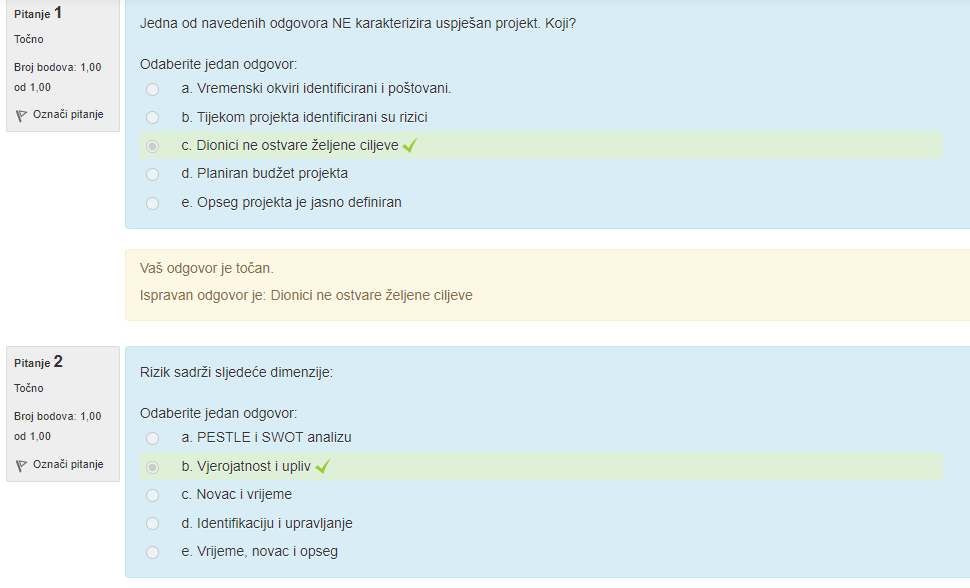 Pitanje 1
Točno
Broj bodova: 1,00
od 1,00
Označi pitanje
Jedna od navedenih odgovora NE karakterizira uspješan projekt. Koji?
Odaberite jedan odgovor:
a. Vremenski okviri identificirani i poštovani.
b. Tijekom projekta identificirani su rizici
c. Dionici ne ostvare željene ciljeve
d. Planiran budžet projekta
e. Opseg projekta je jasno definiran
Vaš odgovor je točan.
Ispravan odgovor je: Dionici ne ostvare željene ciljeve
Pitanje 2
Točno
Broj bodova: 1,00
od 1,00
Označi pitanje
Rizik sadrži sljedeće dimenzije:
Odaberite jedan odgovor:
a. PESTLE i SWOT analizu
b. Vjerojatnost i upliv
c. Novac i vrijeme
d. Identifikaciju i upravljanje
e. Vrijeme, novac i opseg